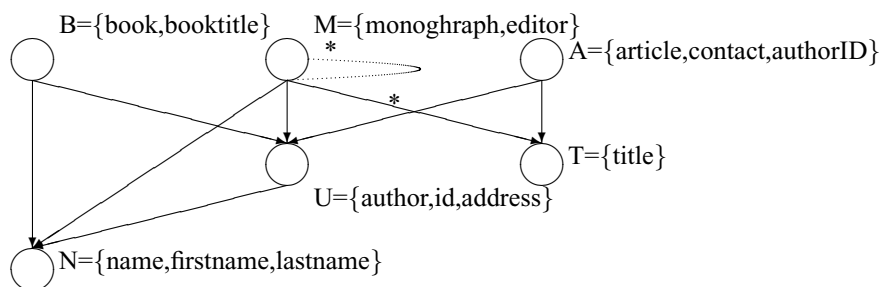 B={book,booktitle} M={monoghraph,editor}
*
A={article,contact,authorID}
*
T={title}
U={author,id,address}
N={name,firstname,lastname}